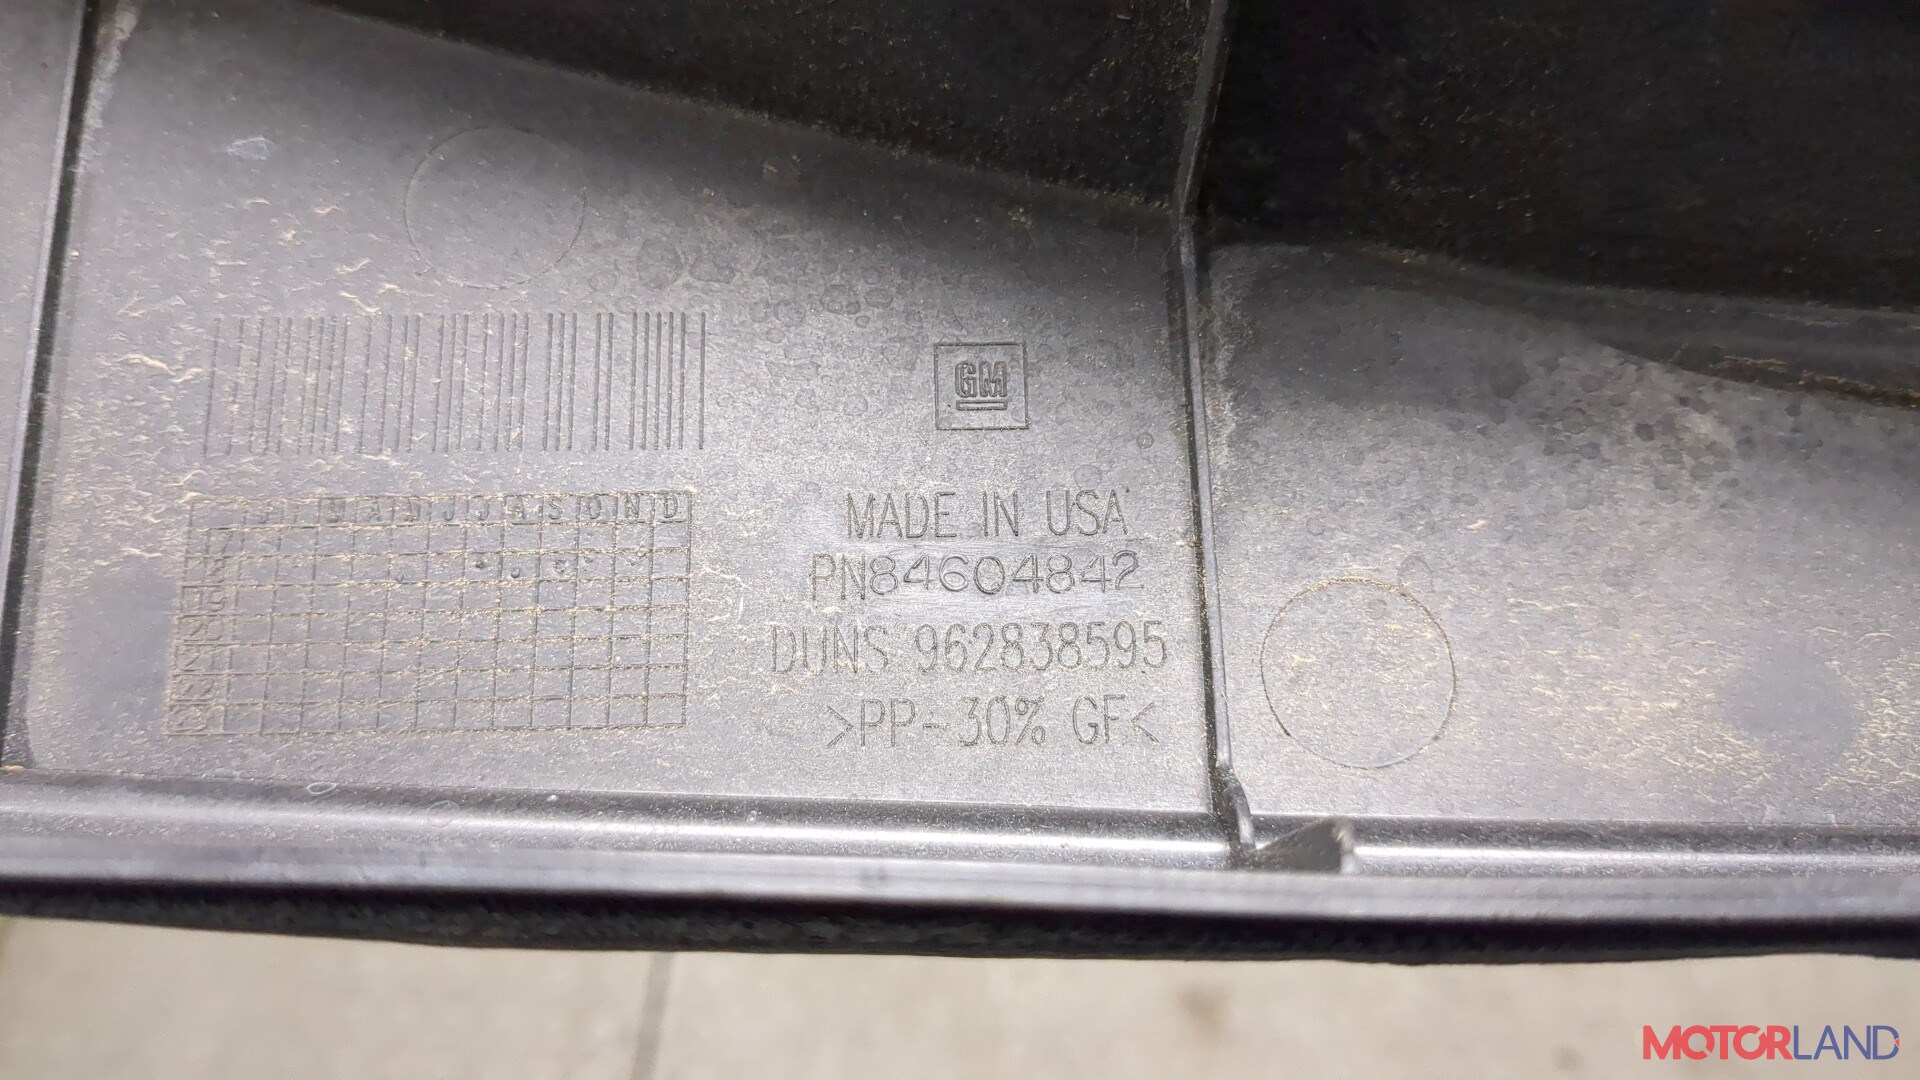 GM
J F M A M J J A S O N D
MADE IN USA
PN84604842
DUNS 962838595
>PP-30% GF<
MOTORLAND